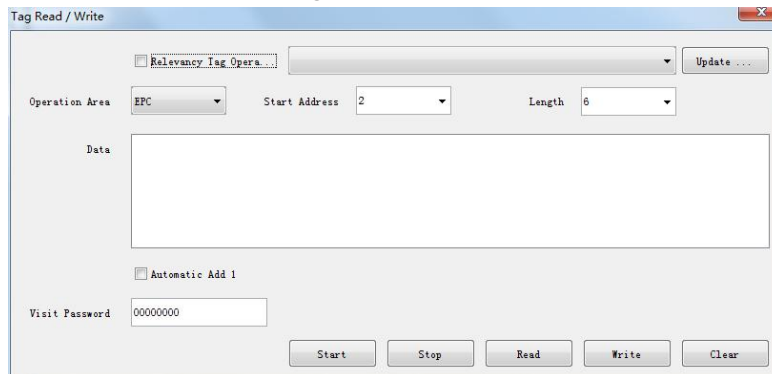 Tag Read / Write
Relevancy Tag Opera...
Update ...
Operation Area EPC Start Address 2 Length 6
Data
Automatic Add 1
Visit Password 00000000
Start Stop Read Write Clear